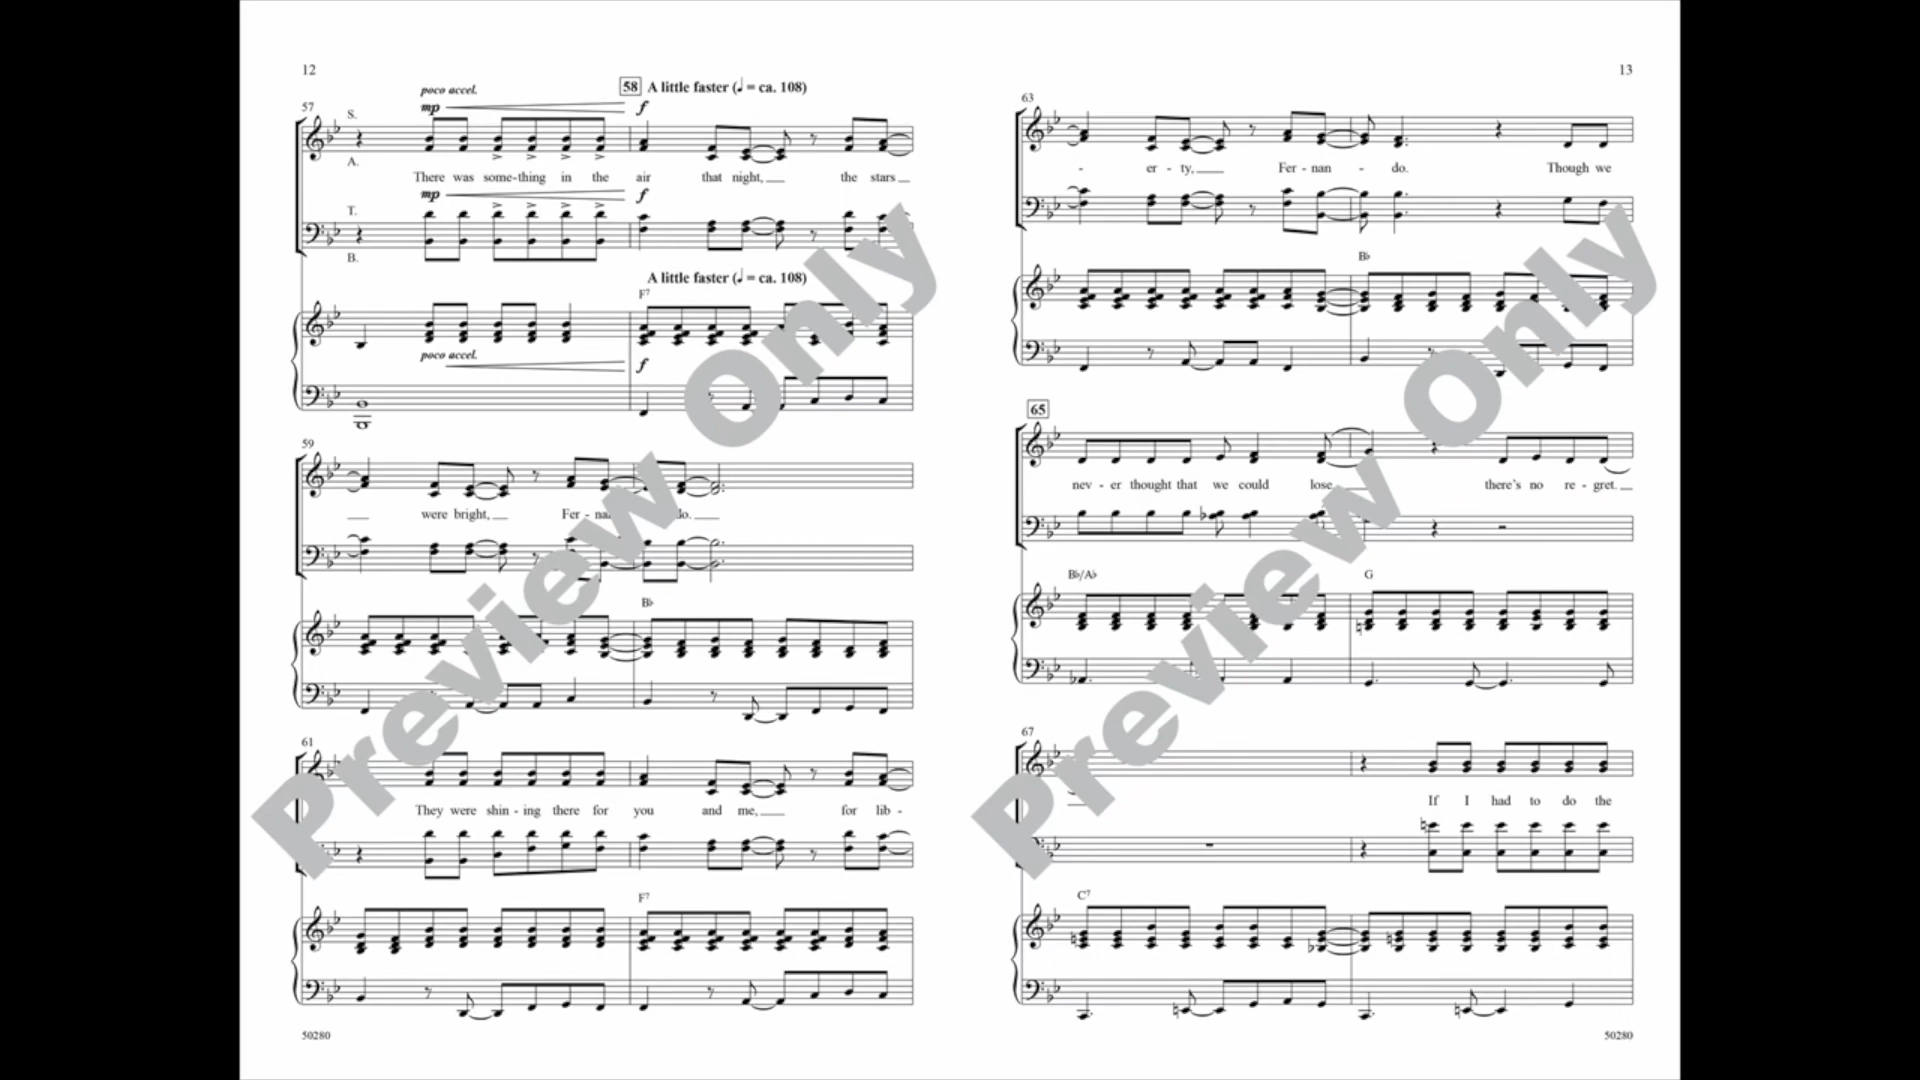 12
poco accel.
58 A little faster (♩ = ca. 108)
57
mp
f
S.
A.
There was some-thing in the air that night, the stars
mp
f
T.
B.
A little faster (♩ = ca. 108)
F7
poco accel.
f
59
were bright, Fer - nan do.
B♭
61
They were shin - ing there for you and me, for lib -
F7
50280
13
63
- er - ty, Fer - nan - do. Though we
B♭
65
nev - er thought that we could lose, there's no re - gret.
B♭/A♭ G
67
If I had to do the
C7
50280
Preview Only
Preview Only